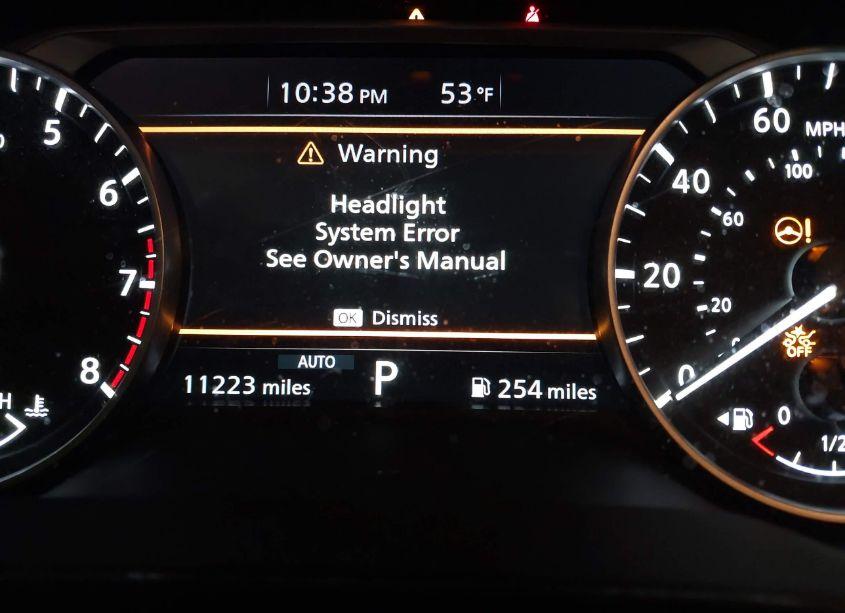 10:38 PM 53 °F
Warning
Headlight
System Error
See Owner's Manual
OK Dismiss
AUTO
11223 miles P 254 miles
5
6
7
8
H
60 MPH
100
40
60
20
20
0
OFF
0
1/2